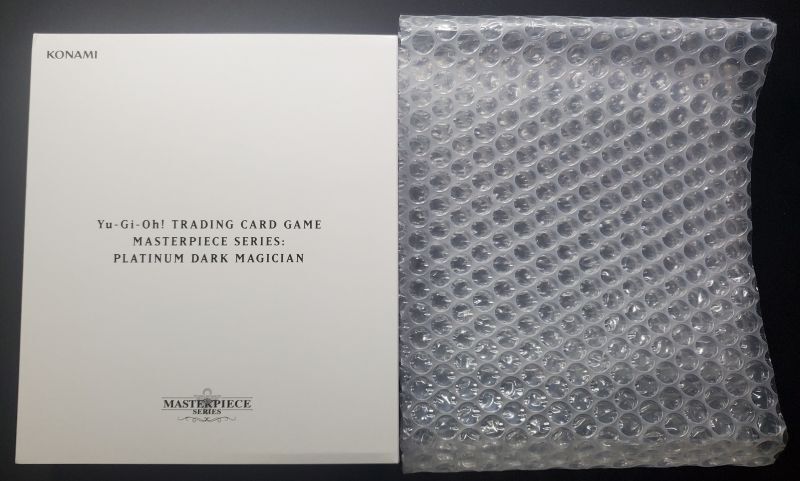 KONAMI
Yu-Gi-Oh! TRADING CARD GAME
MASTERPIECE SERIES:
PLATINUM DARK MAGICIAN
MASTERPIECE
SERIES